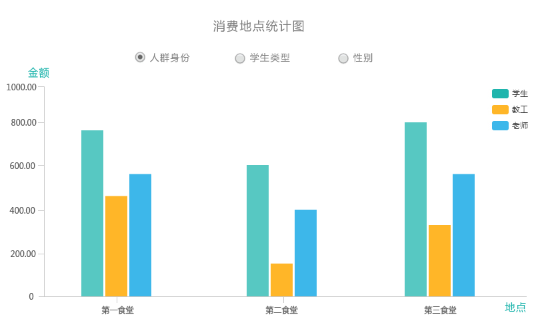 消费地点统计图
人群身份 学生类型 性别
金额
1000.00
800.00
600.00
400.00
200.00
0
学生
教工
老师
第一食堂 第二食堂 第三食堂
地点